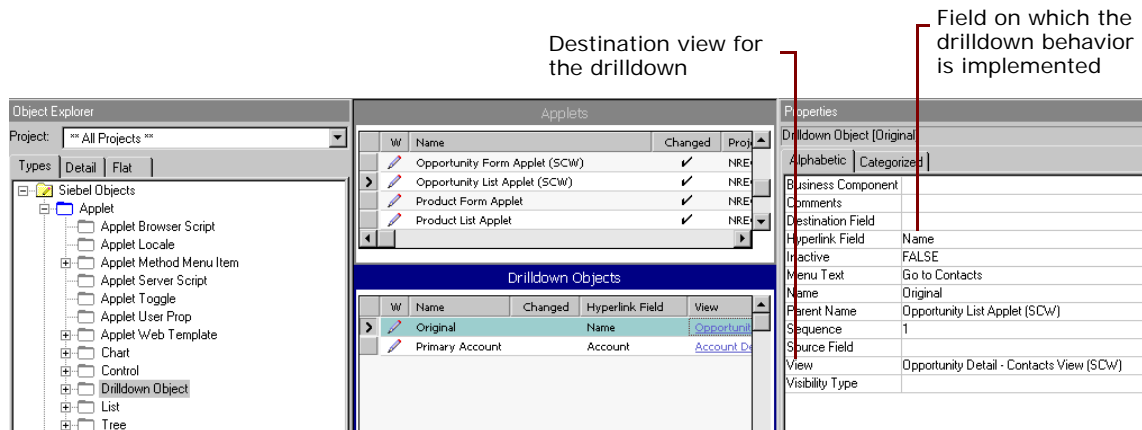 Destination view for
the drilldown
Field on which the
drilldown behavior
is implemented
Object Explorer
Project: ** All Projects **
Types Detail Flat
Siebel Objects
Applet
Applet Browser Script
Applet Locale
Applet Method Menu Item
Applet Server Script
Applet Toggle
Applet User Prop
Applet Web Template
Chart
Control
Drilldown Object
List
Tree
Applets
W Name Changed Proj
Opportunity Form Applet (SCW) ✔ NRE
Opportunity List Applet (SCW) ✔ NRE
Product Form Applet ✔ NRE
Product List Applet ✔ NRE
Drilldown Objects
W Name Changed Hyperlink Field View
Original Name Opportunit
Primary Account Account Account De
Properties
Drilldown Object [Original]
Alphabetic Categorized
Business Component
Comments
Destination Field
Hyperlink Field Name
Inactive FALSE
Menu Text Go to Contacts
Name Original
Parent Name Opportunity List Applet (SCW)
Sequence 1
Source Field
View Opportunity Detail - Contacts View (SCW)
Visibility Type